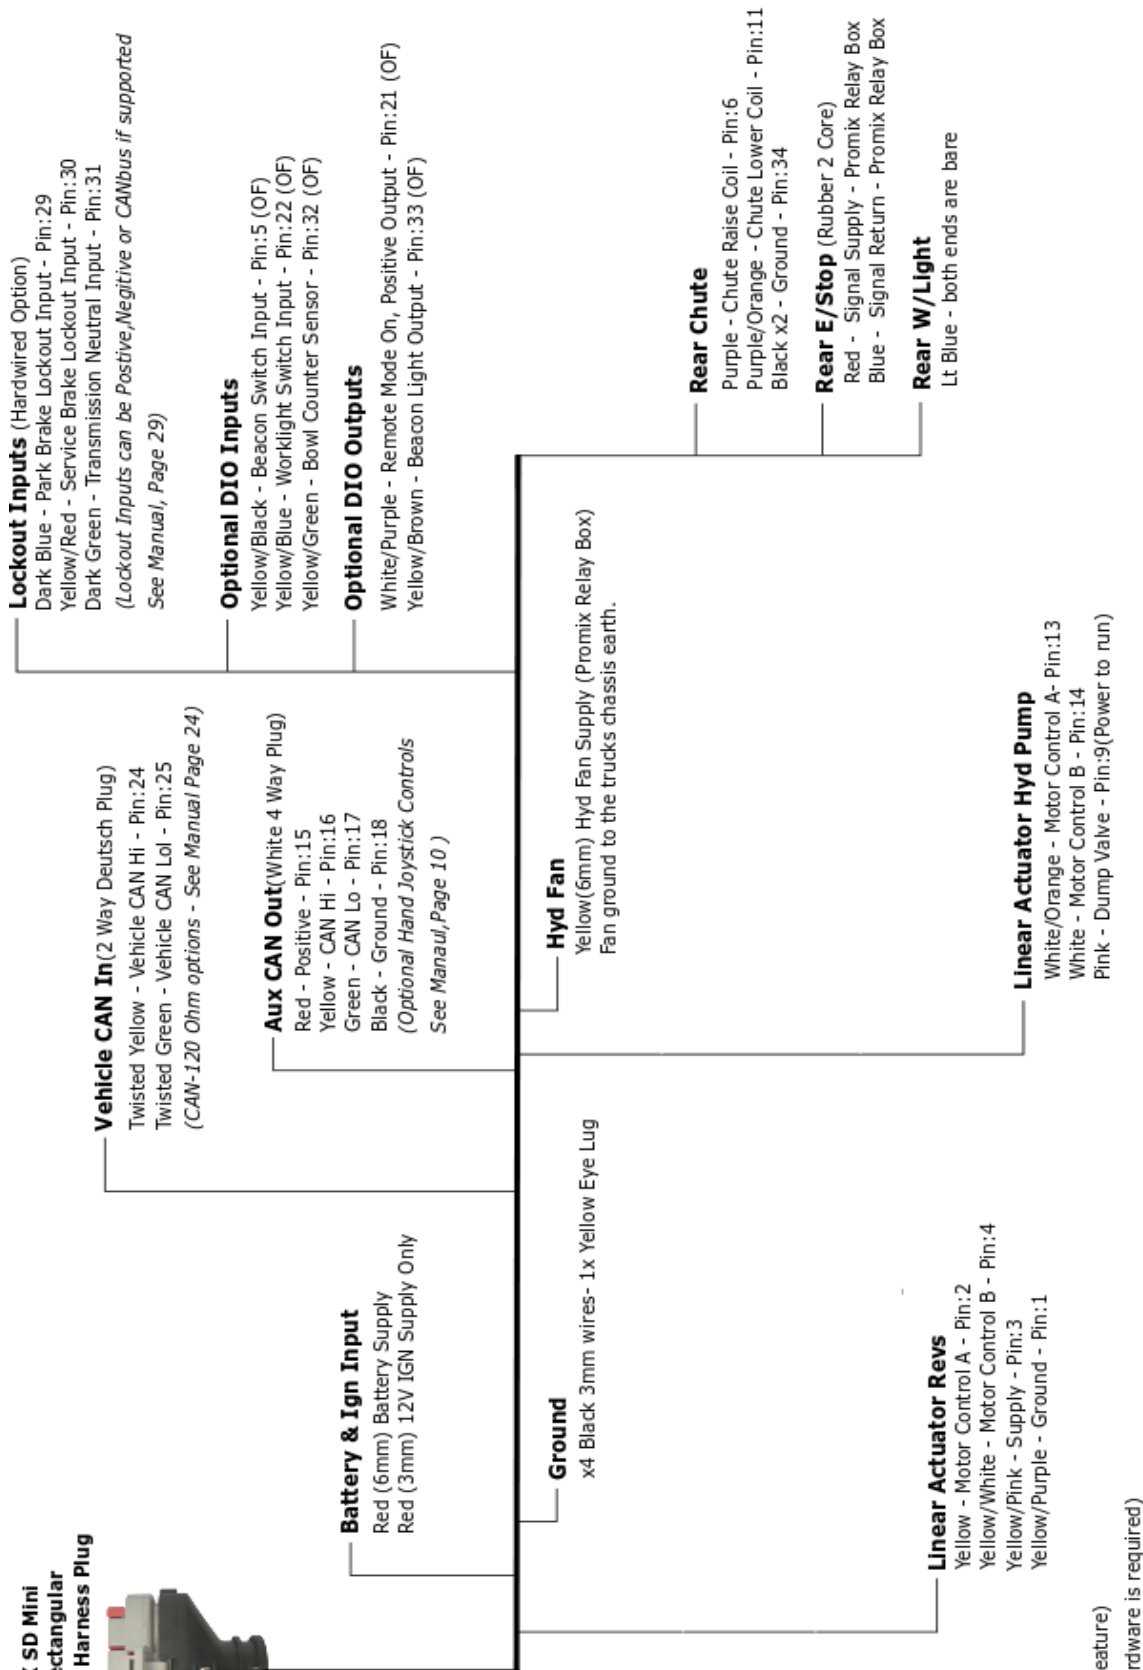 X SD Mini
ectangular
Harness Plug
Battery & Ign Input
Red (6mm) Battery Supply
Red (3mm) 12V IGN Supply Only
Vehicle CAN In(2 Way Deutsch Plug)
Twisted Yellow - Vehicle CAN Hi - Pin:24
Twisted Green - Vehicle CAN LoI - Pin:25
(CAN-120 Ohm options - See Manual Page 24)
Aux CAN Out(White 4 Way Plug)
Red - Positive - Pin:15
Yellow - CAN Hi - Pin:16
Green - CAN Lo - Pin:17
Black - Ground - Pin:18
(Optional Hand Joystick Controls
See Manaul,Page 10 )
Lockout Inputs (Hardwired Option)
Dark Blue - Park Brake Lockout Input - Pin:29
Yellow/Red - Service Brake Lockout Input - Pin:30
Dark Green - Transmission Neutral Input - Pin:31
(Lockout Inputs can be Postive,Negitive or CANbus if supported
See Manual, Page 29)
Optional DIO Inputs
Yellow/Black - Beacon Switch Input - Pin:5 (OF)
Yellow/Blue - Worklight Switch Input - Pin:22 (OF)
Yellow/Green - Bowl Counter Sensor - Pin:32 (OF)
Optional DIO Outputs
White/Purple - Remote Mode On, Positive Output - Pin:21 (OF)
Yellow/Brown - Beacon Light Output - Pin:33 (OF)
Ground
x4 Black 3mm wires- 1x Yellow Eye Lug
Hyd Fan
Yellow(6mm) Hyd Fan Supply (Promix Relay Box)
Fan ground to the trucks chassis earth.
Rear Chute
Purple - Chute Raise Coil - Pin:6
Purple/Orange - Chute Lower Coil - Pin:11
Black x2 - Ground - Pin:34
Rear E/Stop (Rubber 2 Core)
Red - Signal Supply - Promix Relay Box
Blue - Signal Return - Promix Relay Box
Rear W/Light
Lt Blue - both ends are bare
Linear Actuator Revs
Yellow - Motor Control A - Pin:2
Yellow/White - Motor Control B - Pin:4
Yellow/Pink - Supply - Pin:3
Yellow/Purple - Ground - Pin:1
Linear Actuator Hyd Pump
White/Orange - Motor Control A- Pin:13
White - Motor Control B - Pin:14
Pink - Dump Valve - Pin:9(Power to run)
eature)
rdware is required)